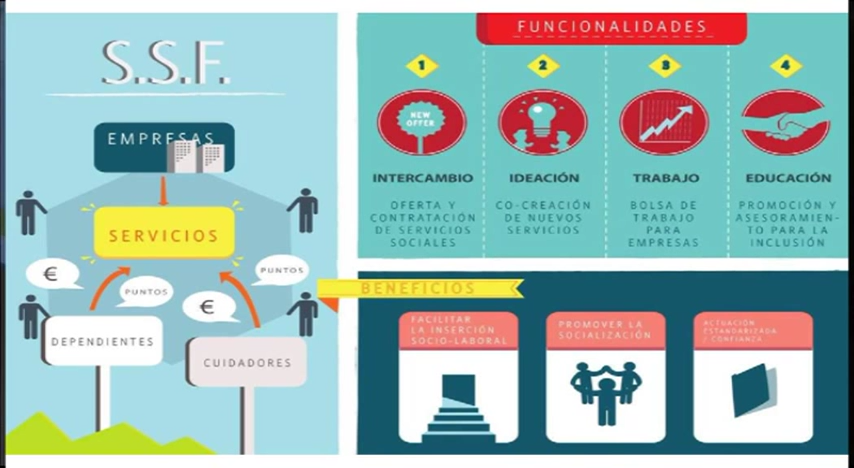 S.S.F.
EMPRESAS
SERVICIOS
€
PUNTOS
€
PUNTOS
DEPENDIENTES
CUIDADORES
FUNCIONALIDADES
1
2
3
4
NEW
OFFER
INTERCAMBIO
OFERTA Y
CONTRATACIÓN
DE SERVICIOS
SOCIALES
IDEACIÓN
CO-CREACIÓN
DE NUEVOS
SERVICIOS
TRABAJO
BOLSA DE
TRABAJO
PARA
EMPRESAS
EDUCACIÓN
PROMOCIÓN Y
ASESORAMIEN-
TO PARA LA
INCLUSIÓN
BENEFICIOS
FACILITAR
LA INSERCIÓN
SOCIO-LABORAL
PROMOVER LA
SOCIALIZACIÓN
ACTUACIÓN
ESTANDARIZADA
/ CONFIANZA